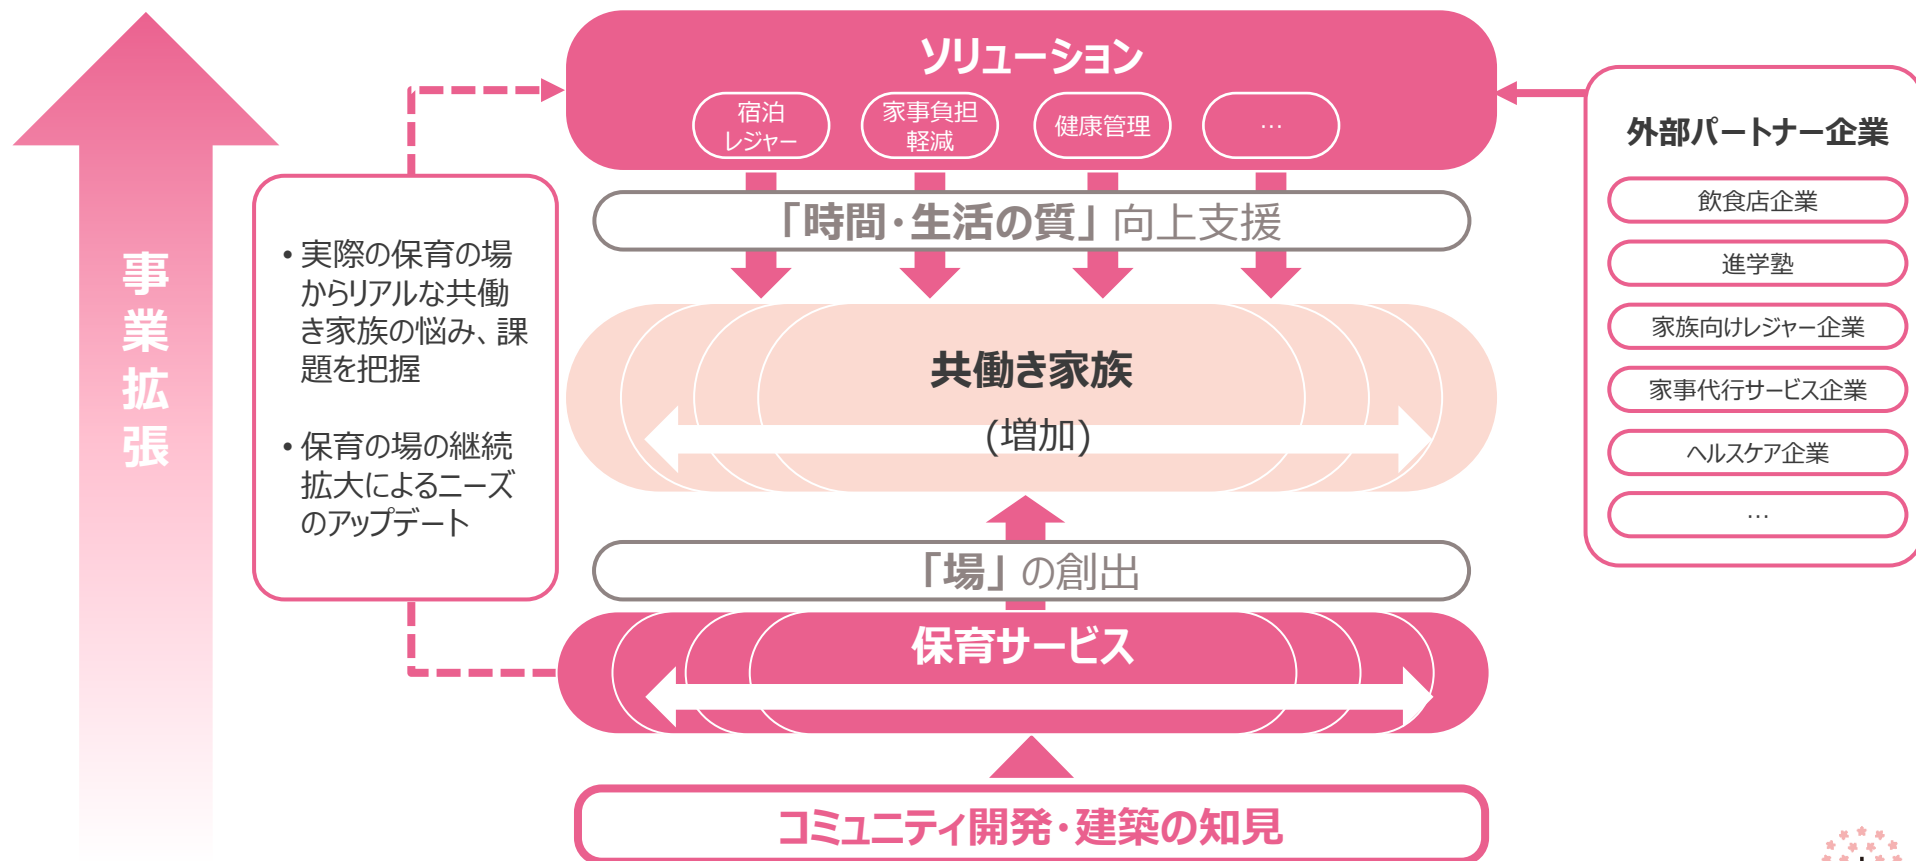 事業拡張
ソリューション
宿泊
レジャー
家事負担
軽減
健康管理
…
「時間・生活の質」向上支援
• 実際の保育の場
からリアルな共働
き家族の悩み、課
題を把握
• 保育の場の継続
拡大によるニーズ
のアップデート
共働き家族
(増加)
「場」の創出
保育サービス
コミュニティ開発・建築の知見
外部パートナー企業
飲食店企業
進学塾
家族向けレジャー企業
家事代行サービス企業
ヘルスケア企業
…